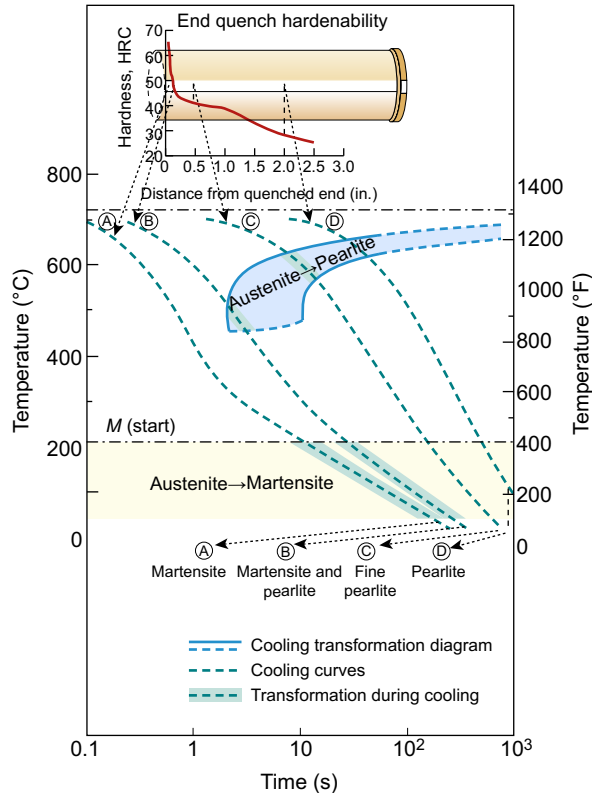 End quench hardenability
Hardness, HRC
70
60
50
40
30
20
0
0.5
1.0
1.5
2.0
2.5
3.0
Distance from quenched end (in.)
800
600
400
200
0
Temperature (°C)
1400
1200
1000
800
600
400
200
0
Temperature (°F)
A
B
C
D
Austenite→Pearlite
M (start)
Austenite→Martensite
A
B
C
D
Martensite
Martensite and
pearlite
Fine
pearlite
Pearlite
Cooling transformation diagram
Cooling curves
Transformation during cooling
0.1
1
10
10²
10³
Time (s)